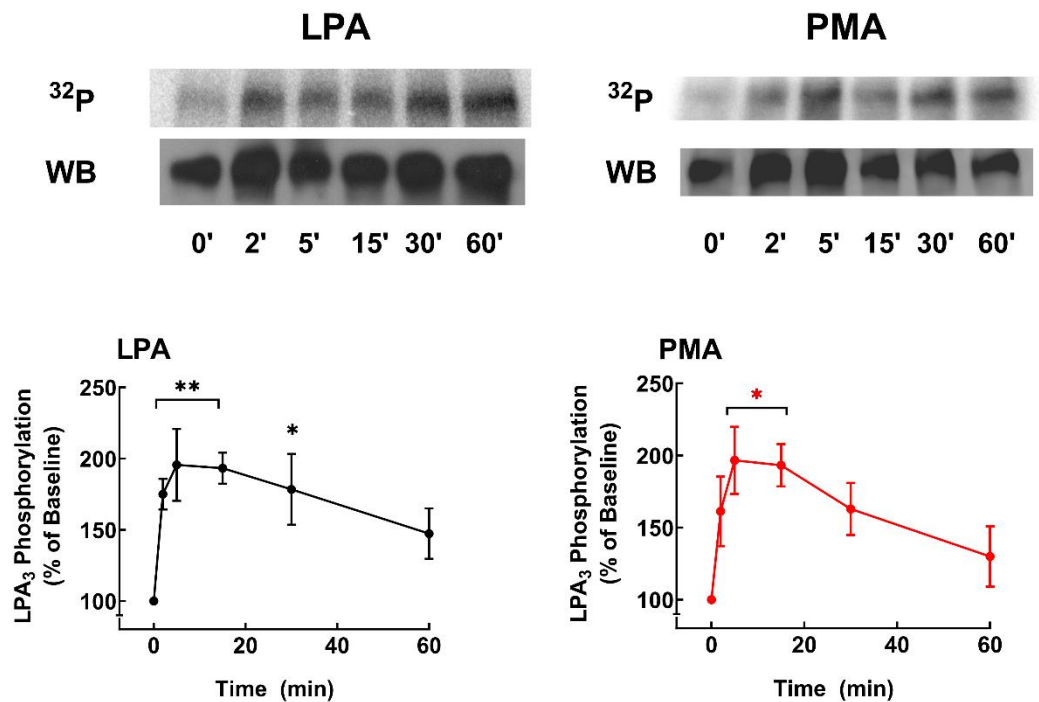 LPA PMA
32P 32P
WB WB
0' 2' 5' 15' 30' 60' 0' 2' 5' 15' 30' 60'
LPA
LPA3 Phosphorylation
(% of Baseline)
250
200
150
100
**
*
0 20 40 60
Time (min)
PMA
LPA3 Phosphorylation
(% of Baseline)
250
200
150
100
*
0 20 40 60
Time (min)